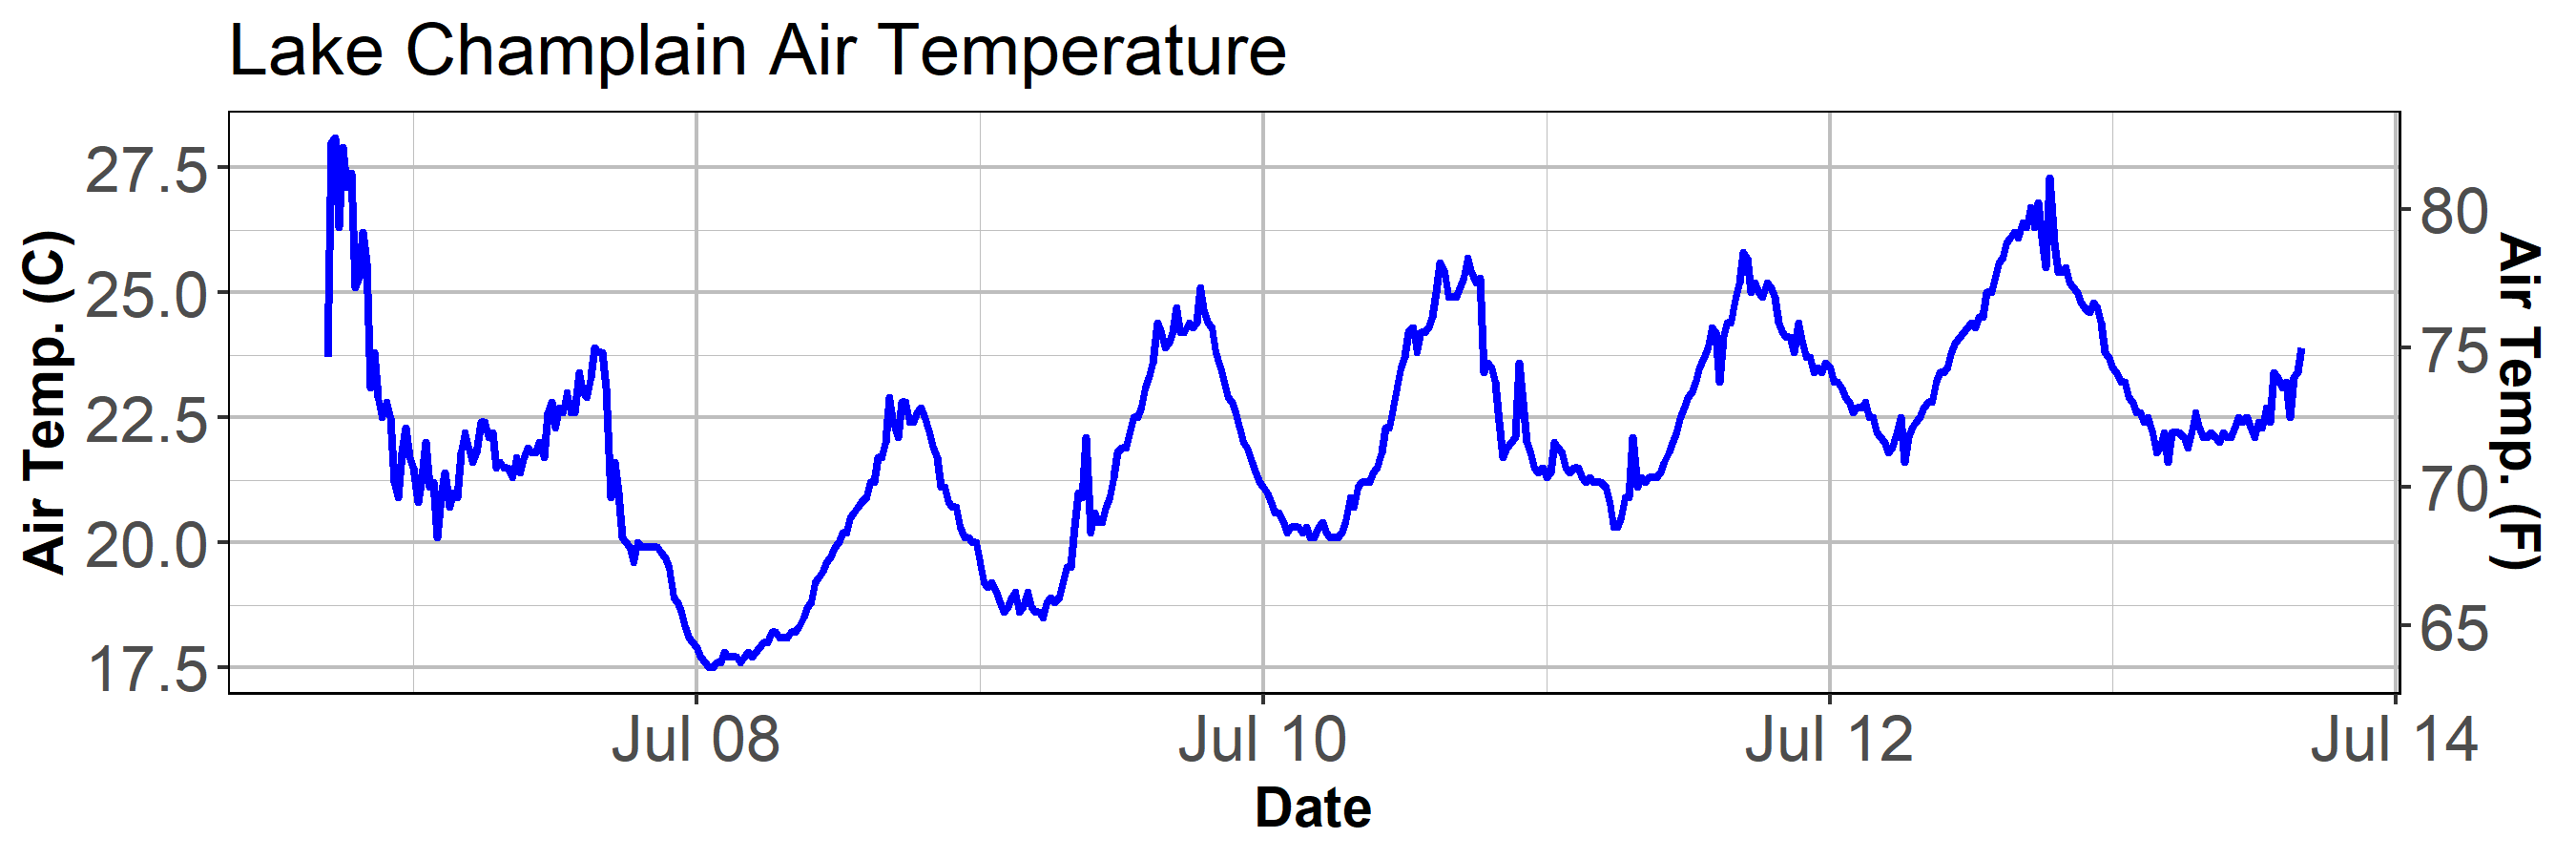 Lake Champlain Air Temperature
Air Temp. (C)
27.5
25.0
22.5
20.0
17.5
80
75
70
65
Air Temp. (F)
Jul 08 Jul 10 Jul 12 Jul 14
Date